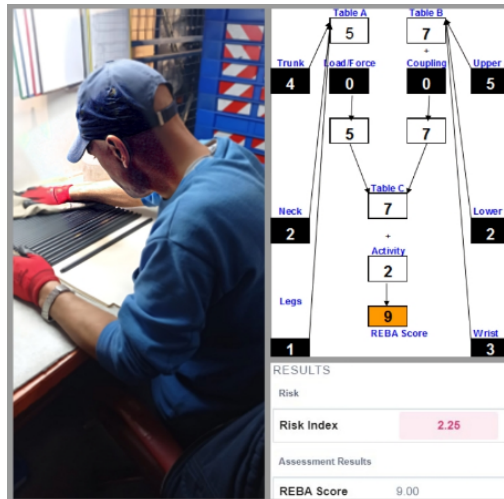 Table A
Table B
5
7
+
Trunk
Load/Force
Coupling
Upper
4
0
0
5
5
7
Table C
7
Neck
+
Lower
2
Activity
2
2
Legs
9
REBA Score
Wrist
1
3
RESULTS
Risk
Risk Index
2.25
Assessment Results
REBA Score
9.00